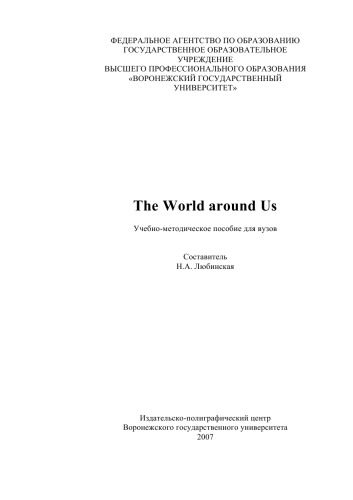 ФЕДЕРАЛЬНОЕ АГЕНТСТВО ПО ОБРАЗОВАНИЮ
ГОСУДАРСТВЕННОЕ ОБРАЗОВАТЕЛЬНОЕ
УЧРЕЖДЕНИЕ
ВЫСШЕГО ПРОФЕССИОНАЛЬНОГО ОБРАЗОВАНИЯ
«ВОРОНЕЖСКИЙ ГОСУДАРСТВЕННЫЙ
УНИВЕРСИТЕТ»
The World around Us
Учебно-методическое пособие для вузов
Составитель
Н.А. Любинская
Издательско-полиграфический центр
Воронежского государственного университета
2007